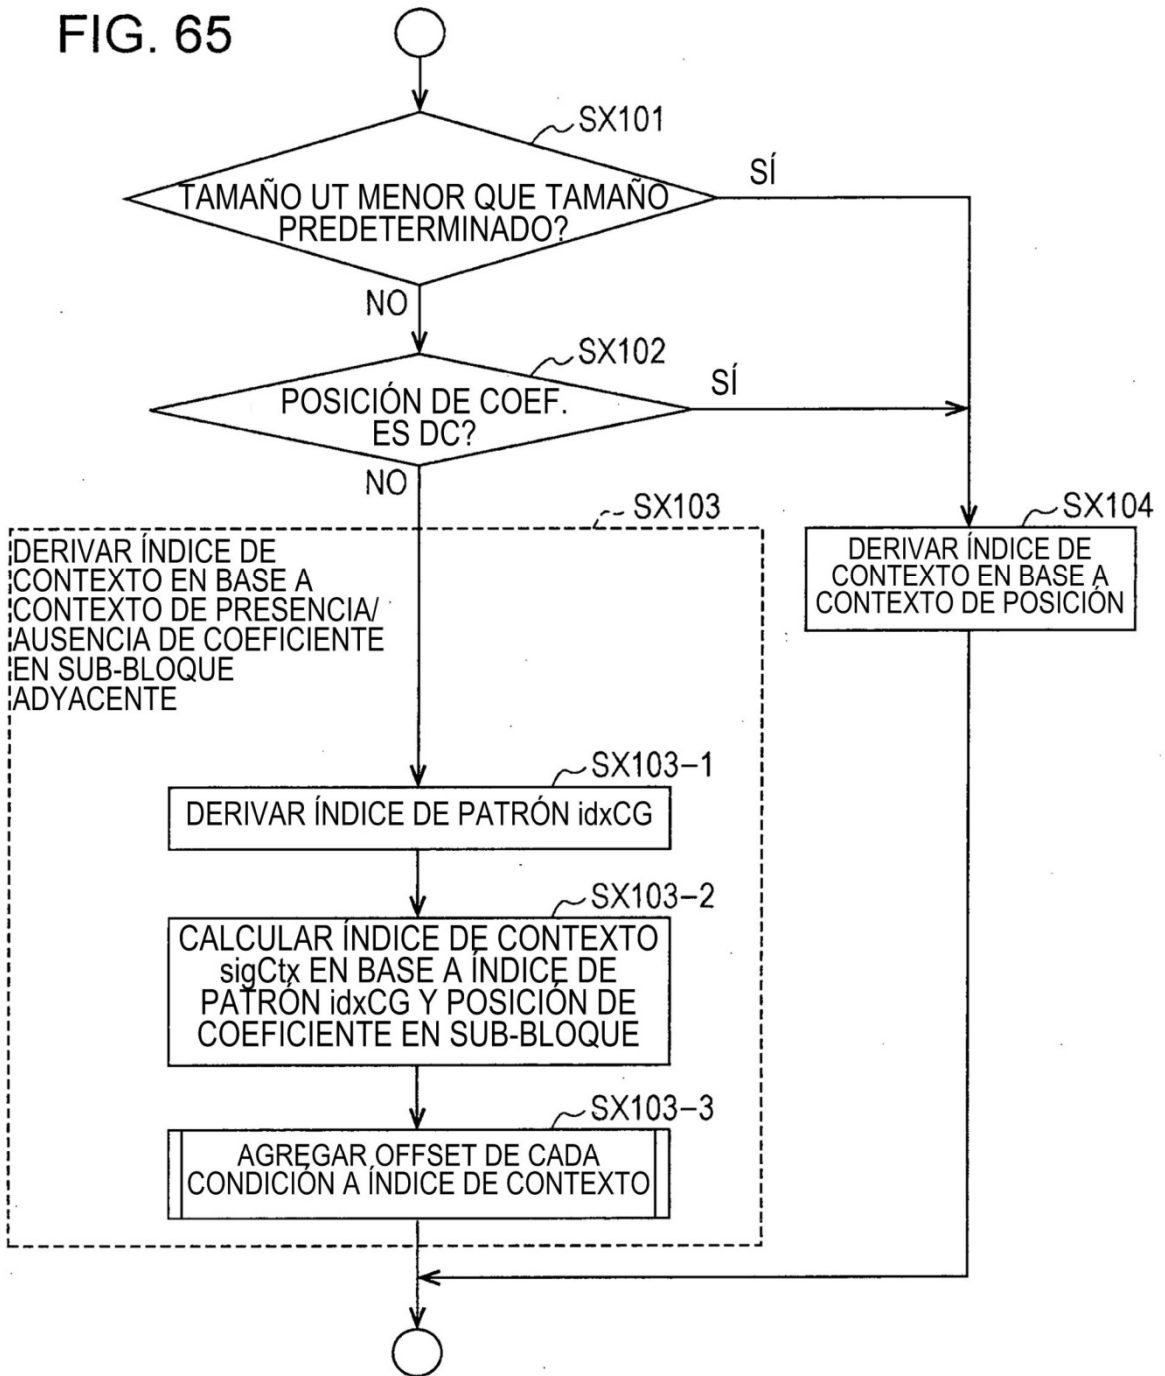 FIG. 65
SX101
TAMAÑO UT MENOR QUE TAMAÑO
PREDETERMINADO?
SÍ
NO
SX102
POSICIÓN DE COEF.
ES DC?
SÍ
NO
SX103
DERIVAR ÍNDICE DE
CONTEXTO EN BASE A
CONTEXTO DE PRESENCIA/
AUSENCIA DE COEFICIENTE
EN SUB-BLOQUE
ADYACENTE
SX104
DERIVAR ÍNDICE DE
CONTEXTO EN BASE A
CONTEXTO DE POSICIÓN
SX103-1
DERIVAR ÍNDICE DE PATRÓN idxCG
SX103-2
CALCULAR ÍNDICE DE CONTEXTO
sigCtx EN BASE A ÍNDICE DE
PATRÓN idxCG Y POSICIÓN DE
COEFICIENTE EN SUB-BLOQUE
SX103-3
AGREGAR OFFSET DE CADA
CONDICIÓN A ÍNDICE DE CONTEXTO